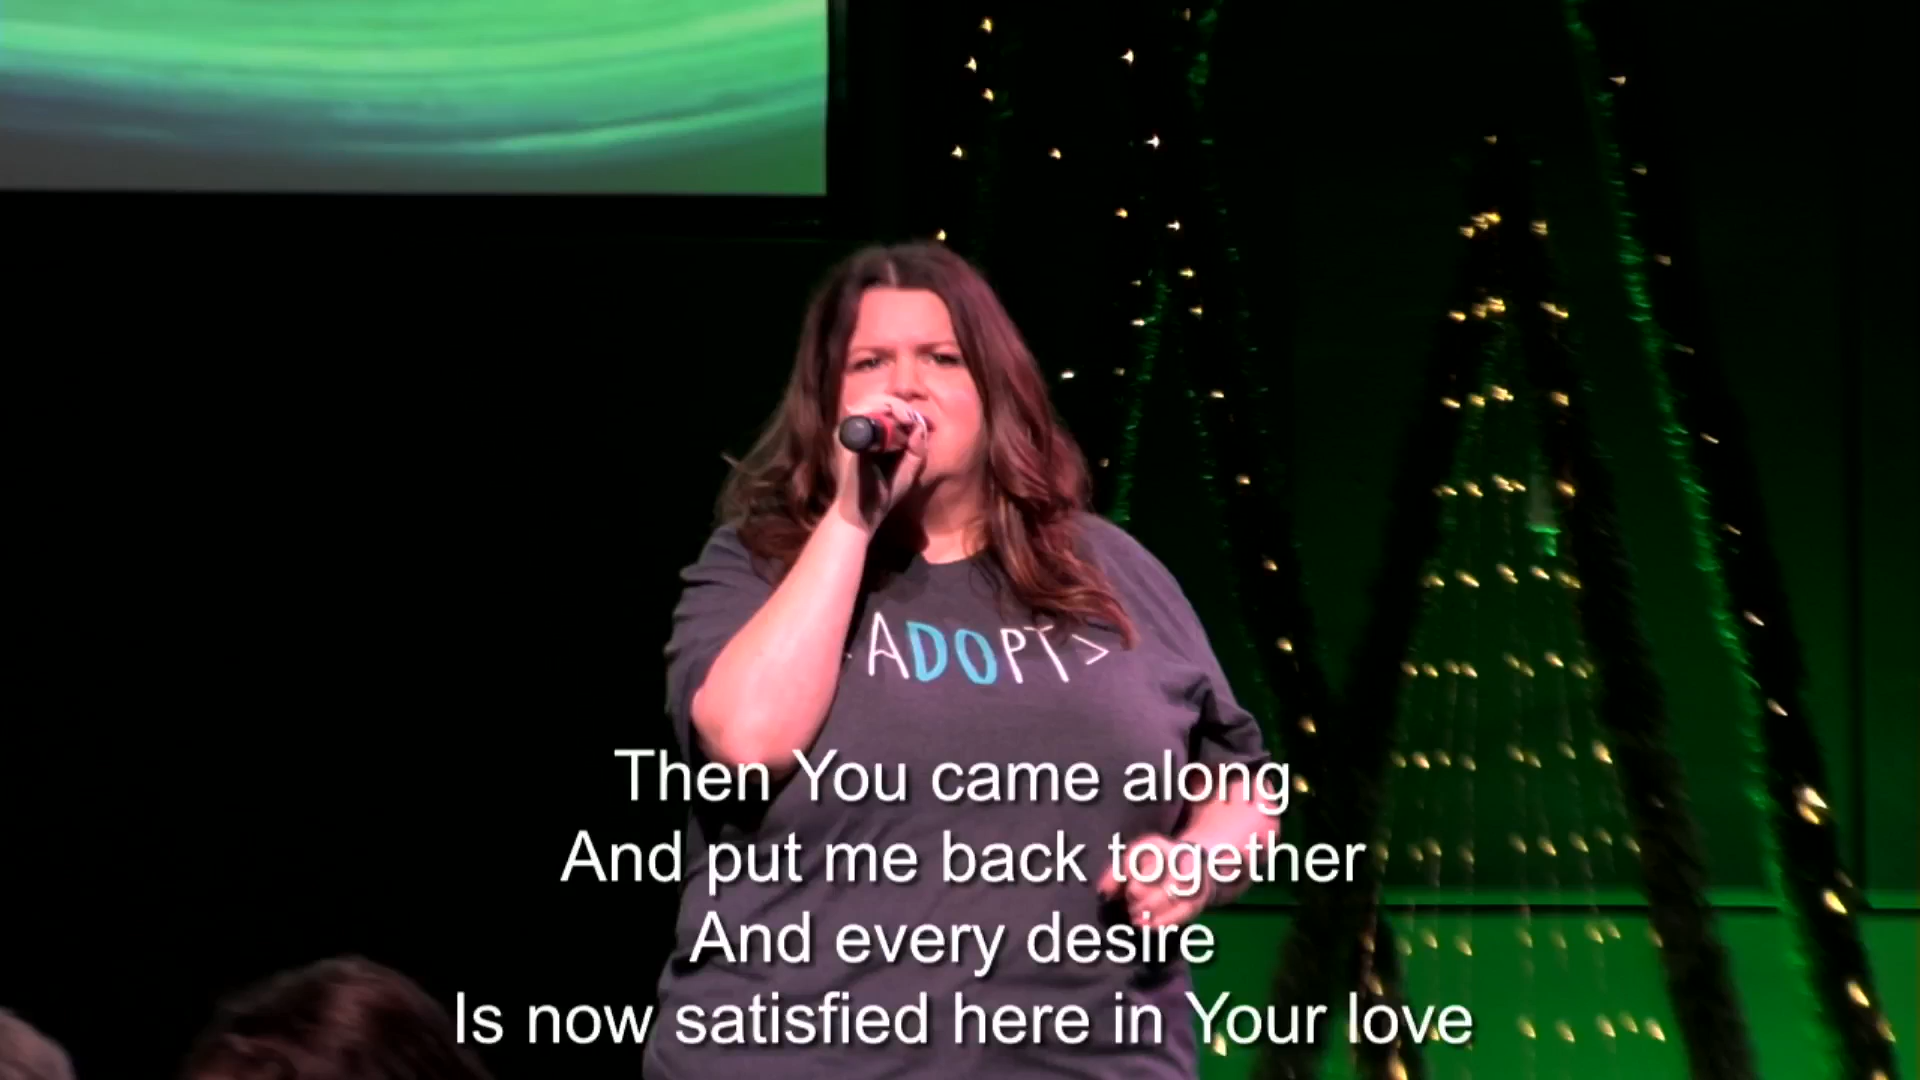 ADOPT>
Then You came along
And put me back together
And every desire
Is now satisfied here in Your love